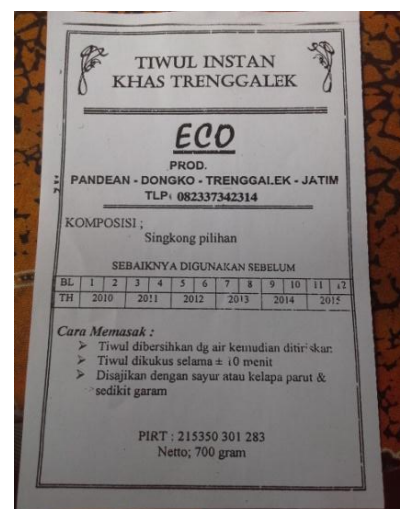 TIWUL INSTAN
KHAS TRENGGALEK
ECO
PROD.
PANDEAN - DONGKO - TRENGGALEK - JATIM
TLP: 082337342314
KOMPOSISI ;
Singkong pilihan
SEBAIKNYA DIGUNAKAN SEBELUM
BL 1 2 3 4 5 6 7 8 9 10 11 12
TH 2010 2011 2012 2013 2014 2015
Cara Memasak :
➤ Tiwul dibersihkan dg air kemudian ditiriskan
➤ Tiwul dikukus selama ± 10 menit
➤ Disajikan dengan sayur atau kelapa parut &
sedikit garam
PIRT : 215350 301 283
Netto; 700 gram